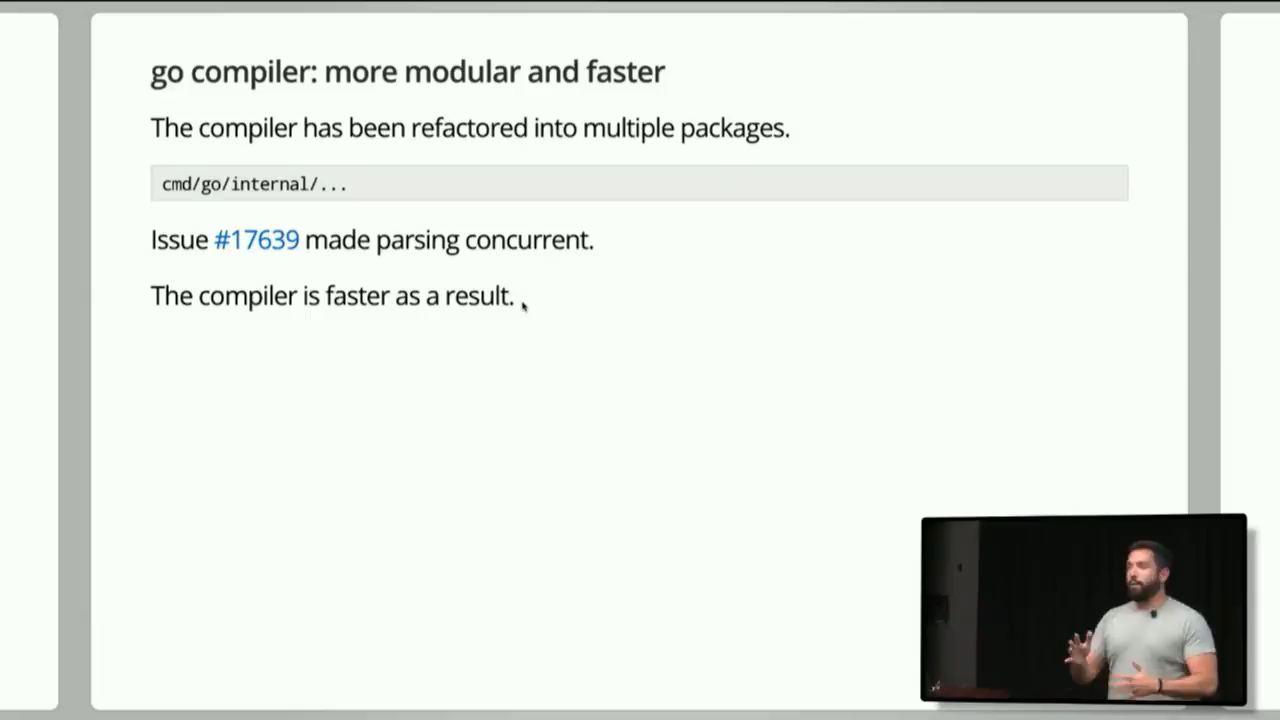 go compiler: more modular and faster
The compiler has been refactored into multiple packages.
cmd/go/internal/...
Issue #17639 made parsing concurrent.
The compiler is faster as a result.